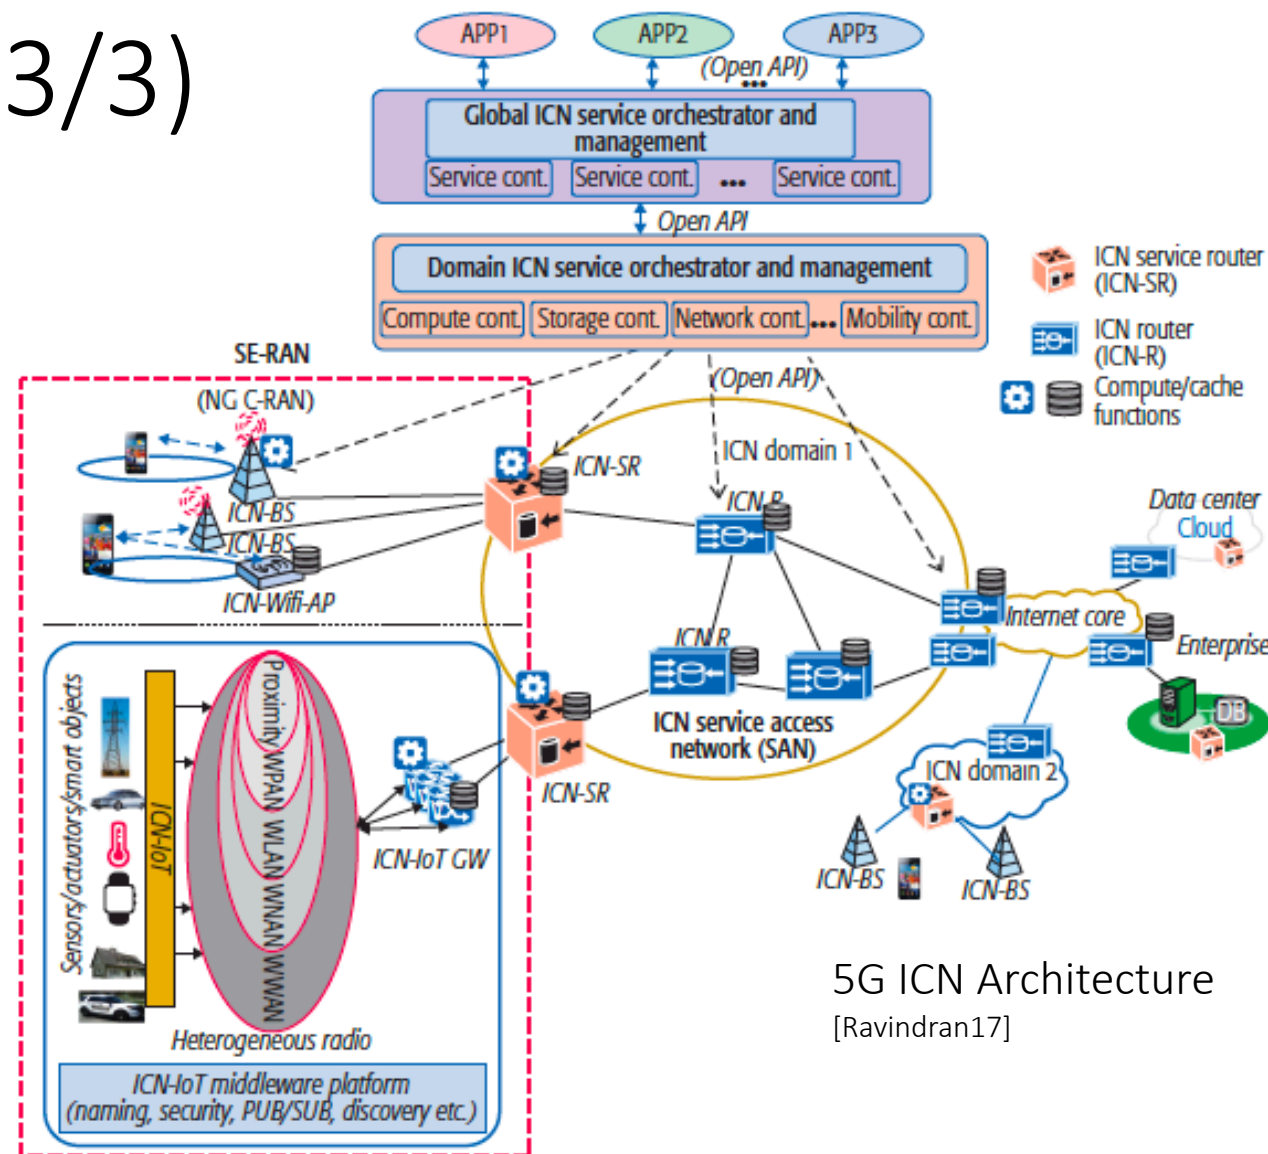 3/3)
APP1
APP2
APP3
(Open API)
...
Global ICN service orchestrator and
management
Service cont.
Service cont.
...
Service cont.
Open API
Domain ICN service orchestrator and management
Compute cont.
Storage cont.
Network cont.
...
Mobility cont.
ICN service router
(ICN-SR)
ICN router
(ICN-R)
Compute/cache
functions
SE-RAN
(NG C-RAN)
(Open API)
ICN-BS
ICN-BS
ICN-Wifi-AP
ICN-SR
ICN domain 1
ICN-R
ICN R
ICN service access
network (SAN)
ICN-SR
Data center
Cloud
Internet core
Enterprise
DB
ICN domain 2
ICN-BS
ICN-BS
Sensors/actuators/smart objects
ICN-IoT
Proximity
WPAN
WLAN
WNAN
WWAN
ICN-IoT GW
Heterogeneous radio
ICN-IoT middleware platform
(naming, security, PUB/SUB, discovery etc.)
5G ICN Architecture
[Ravindran17]